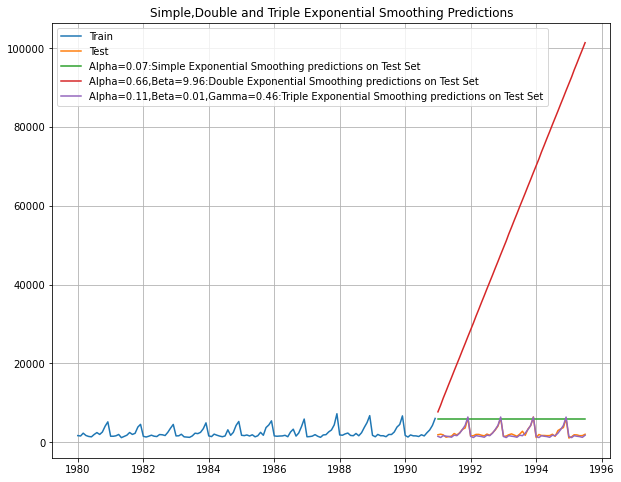 Simple,Double and Triple Exponential Smoothing Predictions
Train
Test
Alpha=0.07:Simple Exponential Smoothing predictions on Test Set
Alpha=0.66,Beta=9.96:Double Exponential Smoothing predictions on Test Set
Alpha=0.11,Beta=0.01,Gamma=0.46:Triple Exponential Smoothing predictions on Test Set
100000
80000
60000
40000
20000
0
1980 1982 1984 1986 1988 1990 1992 1994 1996